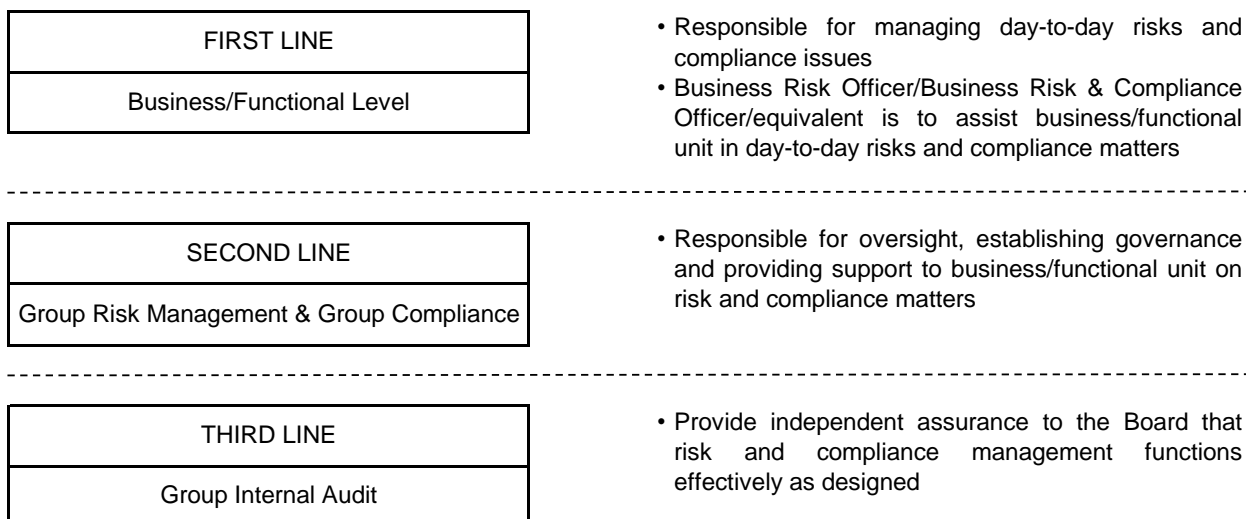 FIRST LINE
Business/Functional Level
• Responsible for managing day-to-day risks and
compliance issues
• Business Risk Officer/Business Risk & Compliance
Officer/equivalent is to assist business/functional
unit in day-to-day risks and compliance matters
SECOND LINE
Group Risk Management & Group Compliance
• Responsible for oversight, establishing governance
and providing support to business/functional unit on
risk and compliance matters
THIRD LINE
Group Internal Audit
• Provide independent assurance to the Board that
risk and compliance management functions
effectively as designed